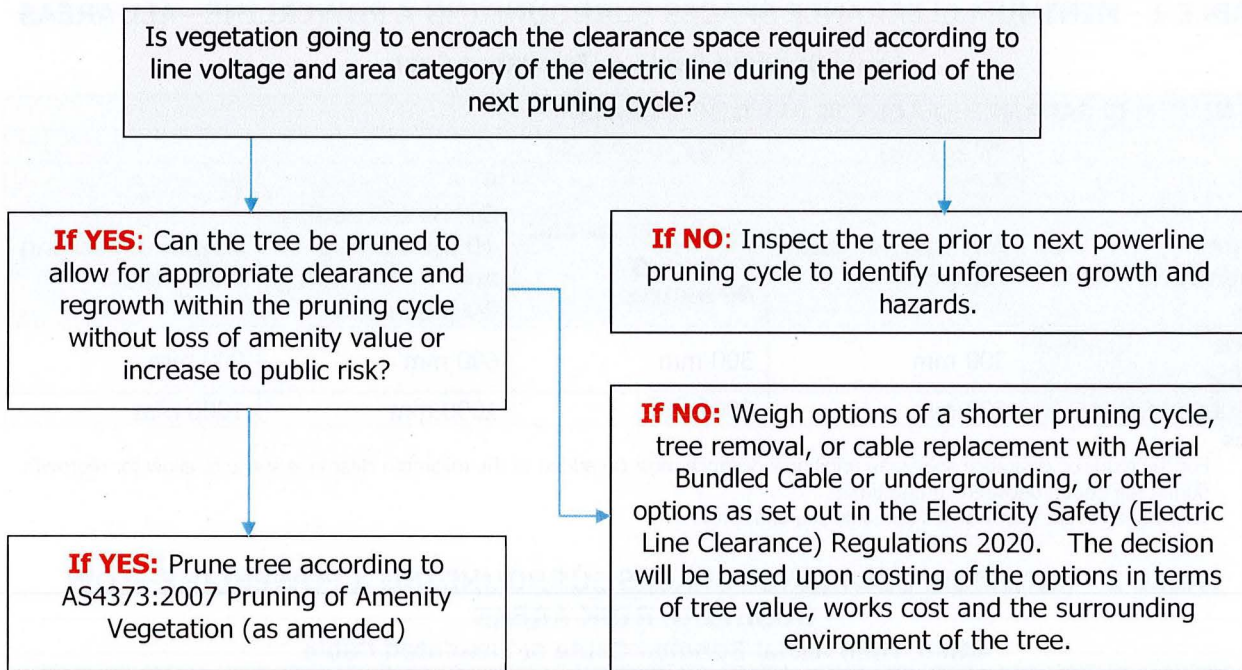 Is vegetation going to encroach the clearance space required according to
line voltage and area category of the electric line during the period of the
next pruning cycle?
If YES: Can the tree be pruned to
allow for appropriate clearance and
regrowth within the pruning cycle
without loss of amenity value or
increase to public risk?
If NO: Inspect the tree prior to next powerline
pruning cycle to identify unforeseen growth and
hazards.
If NO: Weigh options of a shorter pruning cycle,
tree removal, or cable replacement with Aerial
Bundled Cable or undergrounding, or other
options as set out in the Electricity Safety (Electric
Line Clearance) Regulations 2020. The decision
will be based upon costing of the options in terms
of tree value, works cost and the surrounding
environment of the tree.
If YES: Prune tree according to
AS4373:2007 Pruning of Amenity
Vegetation (as amended)